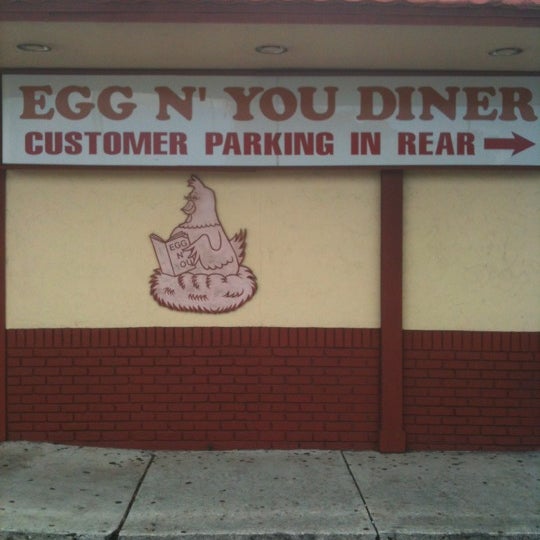 EGG N' YOU DINER
CUSTOMER PARKING IN REAR
EGG
N'
YOU